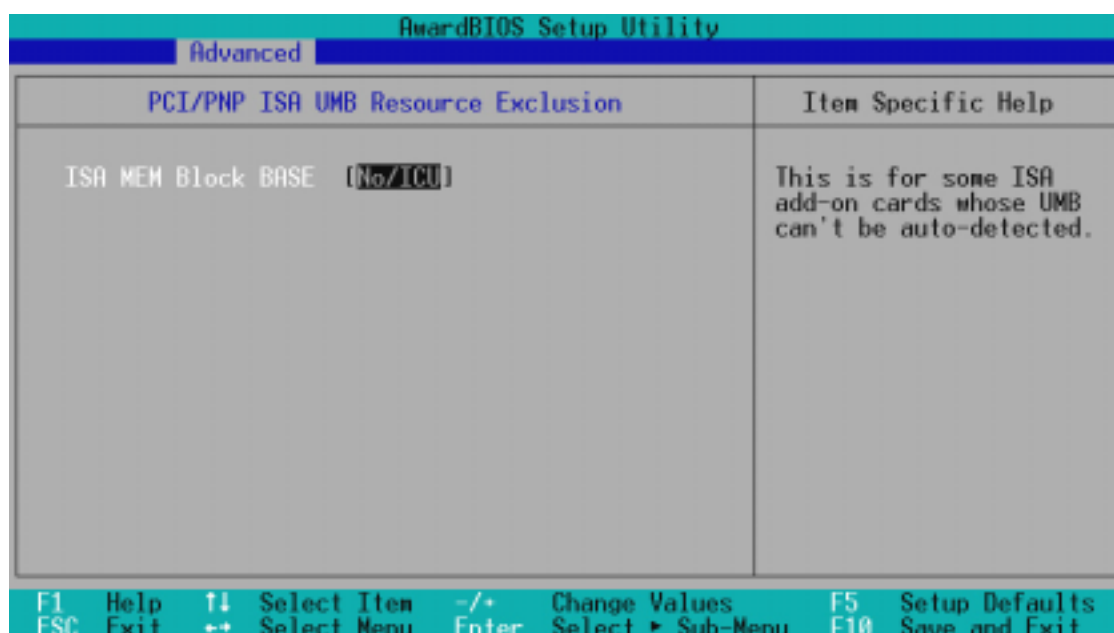 AwardBIOS Setup Utility
Advanced
PCI/PNP ISA UMB Resource Exclusion
Item Specific Help
ISA MEM Block BASE [No/ICU]
This is for some ISA
add-on cards whose UMB
can't be auto-detected.
F1 Help ↑↓ Select Item -/+ Change Values F5 Setup Defaults
ESC Exit ←→ Select Menu Enter Select ► Sub-Menu F10 Save and Exit